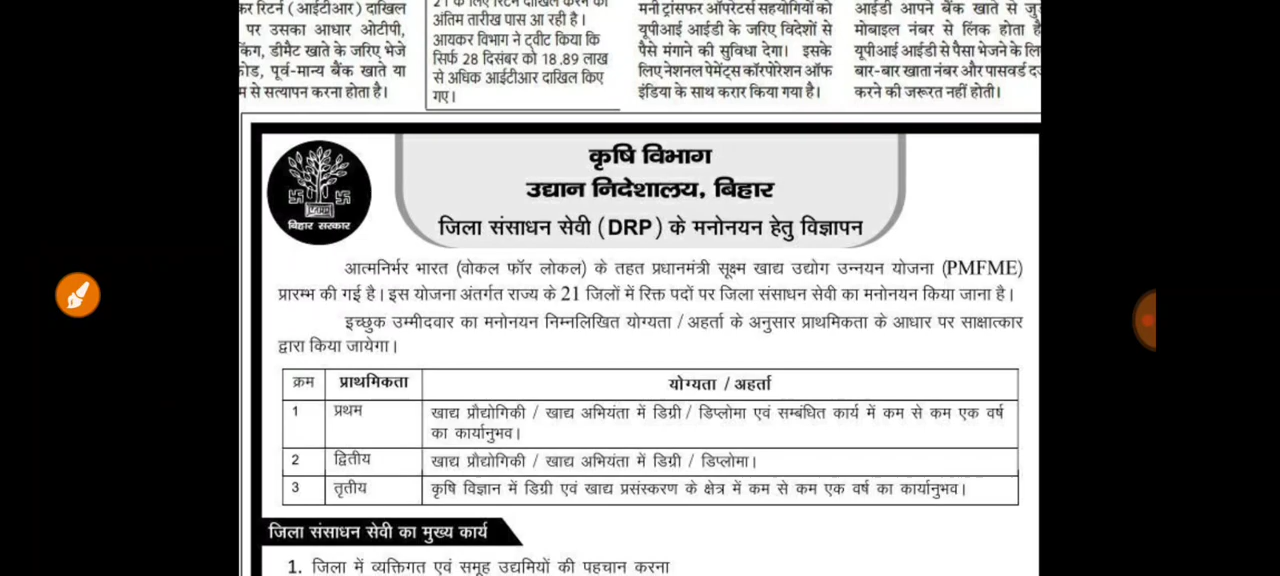 कर रिटर्न (आईटीआर) दाखिल
पर उसका आधार ओटीपी,
किंग, डीमैट खाते के जरिए भेजे
कोड, पूर्व-मान्य बैंक खाते या
म से सत्यापन करना होता है।
21 के लिए रिटर्न दाखिल करने की
अंतिम तारीख पास आ रही है।
आयकर विभाग ने ट्वीट किया कि
सिर्फ 28 दिसंबर को 18.89 लाख
से अधिक आईटीआर दाखिल किए
गए।
मनी ट्रांसफर ऑपरेटर्स सहयोगियों को
यूपीआई आईडी के जरिए विदेशों से
पैसे मंगाने की सुविधा देगा। इसके
लिए नेशनल पेमेंट्स कॉरपोरेशन ऑफ
इंडिया के साथ करार किया गया है।
आईडी आपने बैंक खाते से जु
मोबाइल नंबर से लिंक होता है
यूपीआई आईडी से पैसा भेजने के लि
बार-बार खाता नंबर और पासवर्ड द
करने की जरूरत नहीं होती।
बिहार सरकार
कृषि विभाग
उद्यान निदेशालय, बिहार
जिला संसाधन सेवी (DRP) के मनोनयन हेतु विज्ञापन
आत्मनिर्भर भारत (वोकल फॉर लोकल) के तहत प्रधानमंत्री सूक्ष्म खाद्य उद्योग उन्नयन योजना (PMFME)
प्रारम्भ की गई है। इस योजना अंतर्गत राज्य के 21 जिलों में रिक्त पदों पर जिला संसाधन सेवी का मनोनयन किया जाना है।
इच्छुक उम्मीदवार का मनोनयन निम्नलिखित योग्यता / अहर्ता के अनुसार प्राथमिकता के आधार पर साक्षात्कार
द्वारा किया जायेगा।
क्रम प्राथमिकता योग्यता / अहर्ता
1 प्रथम खाद्य प्रौद्योगिकी / खाद्य अभियंता में डिग्री / डिप्लोमा एवं सम्बंधित कार्य में कम से कम एक वर्ष
का कार्यानुभव।
2 द्वितीय खाद्य प्रौद्योगिकी / खाद्य अभियंता में डिग्री / डिप्लोमा।
3 तृतीय कृषि विज्ञान में डिग्री एवं खाद्य प्रसंस्करण के क्षेत्र में कम से कम एक वर्ष का कार्यानुभव।
जिला संसाधन सेवी का मुख्य कार्य
1. जिला में व्यक्तिगत एवं समूह उद्यमियों की पहचान करना